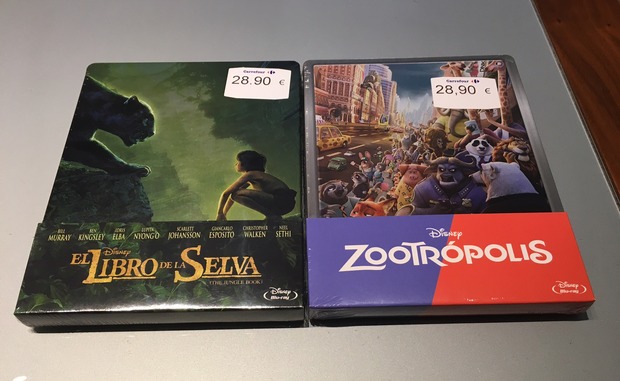 Carrefour
28.90 €
BILL MURRAY BEN KINGSLEY IDRIS ELBA LUPITA NYONG'O SCARLETT JOHANSSON GIANCARLO ESPOSITO CHRISTOPHER WALKEN NEEL SETHI
Disney
EL LIBRO DE LA SELVA
(THE JUNGLE BOOK)
Disney
Blu-ray
Carrefour
28,90 €
Disney
ZOOTRÓPOLIS
Disney
Blu-ray